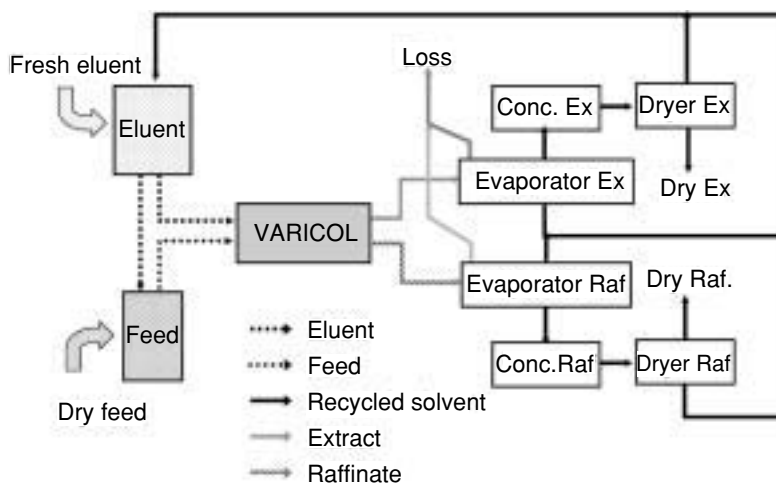 Fresh eluent
Loss
Eluent
Conc. Ex
Dryer Ex
Evaporator Ex
Dry Ex
VARICOL
Evaporator Raf
Dry Raf.
Feed
Conc.Raf
Dryer Raf
Dry feed
Eluent
Feed
Recycled solvent
Extract
Raffinate